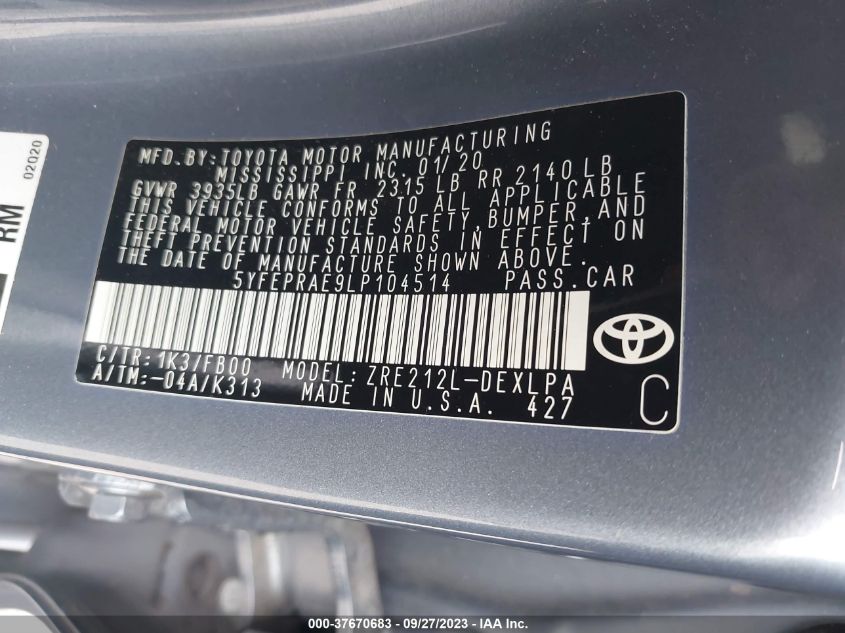 02020
RM
MFD.BY:TOYOTA MOTOR MANUFACTURING
MISSISSIPPI INC. 01/20
GVWR 3935LB GAWR FR 2315 LB RR 2140 LB
THIS VEHICLE CONFORMS TO ALL APPLICABLE
FEDERAL MOTOR VEHICLE SAFETY,BUMPER,AND
THEFT PREVENTION STANDARDS IN EFFECT ON
THE DATE OF MANUFACTURE SHOWN ABOVE.
5YFEPRAE9LP104514 PASS.CAR
C/TR: 1K3/FB00 MODEL: ZRE212L-DEXLPA
A/TM:-04A/K313 MADE IN U.S.A. 427
C
000-37670683 / 09/27/2023 - IAA Inc.